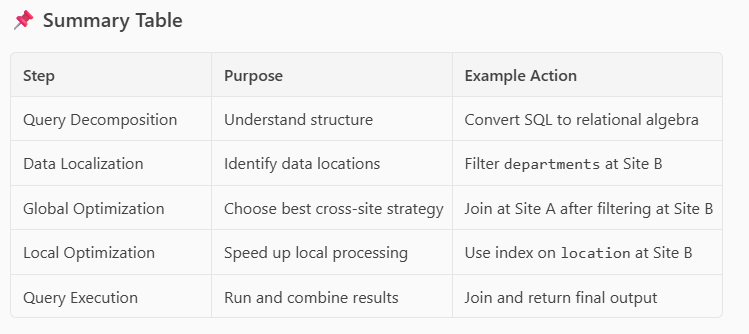 📌 Summary Table
Step Purpose Example Action
Query Decomposition Understand structure Convert SQL to relational algebra
Data Localization Identify data locations Filter departments at Site B
Global Optimization Choose best cross-site strategy Join at Site A after filtering at Site B
Local Optimization Speed up local processing Use index on location at Site B
Query Execution Run and combine results Join and return final output